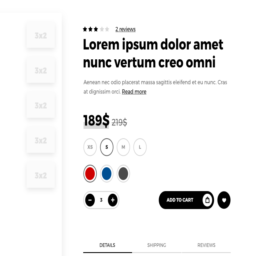 2 reviews
Lorem ipsum dolor amet
nunc vertum creo omni
Aenean nec odio placerat massa sagittis eleifend et eu nunc. Cras
at dignissim orci. Read more
189$ 219$
XS S M L
3 ADD TO CART
DETAILS SHIPPING REVIEWS
3x2
3x2
3x2
3x2
3x2